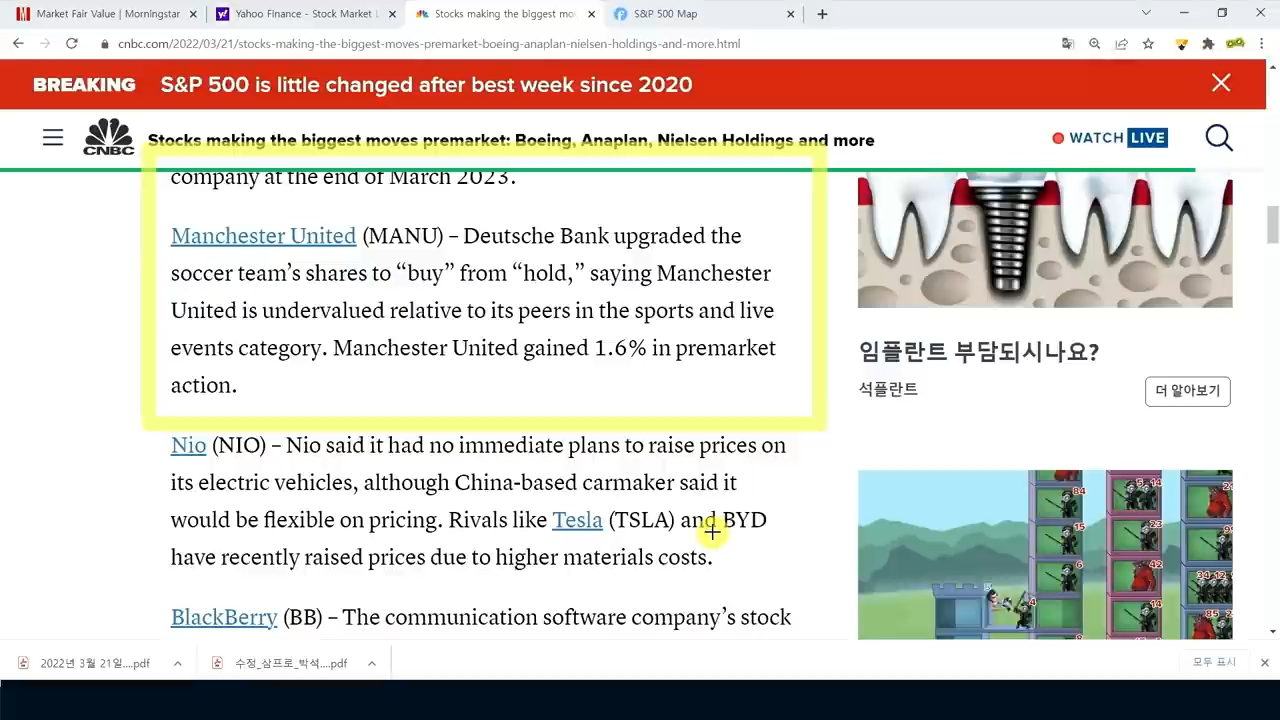 Market Fair Value | Morningstar
Yahoo Finance - Stock Market L
Stocks making the biggest mov
S&P 500 Map
cnbc.com/2022/03/21/stocks-making-the-biggest-moves-premarket-boeing-anaplan-nielsen-holdings-and-more.html
BREAKING S&P 500 is little changed after best week since 2020
CNBC
Stocks making the biggest moves premarket: Boeing, Anaplan, Nielsen Holdings and more
WATCH LIVE
company at the end of March 2023.
Manchester United (MANU) – Deutsche Bank upgraded the
soccer team’s shares to “buy” from “hold,” saying Manchester
United is undervalued relative to its peers in the sports and live
events category. Manchester United gained 1.6% in premarket
action.
Nio (NIO) – Nio said it had no immediate plans to raise prices on
its electric vehicles, although China-based carmaker said it
would be flexible on pricing. Rivals like Tesla (TSLA) and BYD
have recently raised prices due to higher materials costs.
BlackBerry (BB) – The communication software company’s stock
임플란트 부담되시나요?
석플란트
더 알아보기
84
15
6
23
42
14
4
2022년 3월 21일....pdf
수정_삼프로_박석....pdf
모두 표시